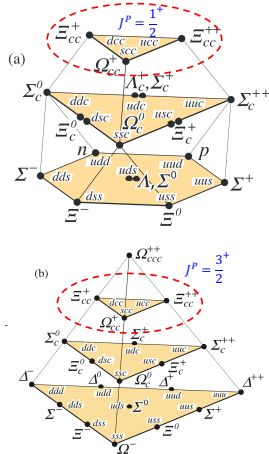 J^P = 1/2^+
Ξ_cc^+ dcc ucc Ξ_cc^++
(a)
scc
Ω_cc^+
Λ_c^+, Σ_c^+
Σ_c^0 ddc udc uuc Σ_c^++
Ξ_c^0 dsc Ω_c^0 usc Ξ_c^+
ssc
n udd uud p
Σ^- dds uds Λ,Σ^0 uus Σ^+
dss uss
Ξ^- Ξ^0
Ω_ccc^++
(b)
J^P = 3/2^+
Ξ_cc^+ dcc ucc Ξ_cc^++
scc
Ω_cc^+
Σ_c^0 Σ_c^+ Σ_c^++
ddc udc uuc
Ξ_c^0 dsc usc Ξ_c^+
ssc
Δ^- Δ^0 Ω_c^0 Δ^+ Δ^++
ddd udd uud uuu
Σ^- dds uds Σ^0 uus Σ^+
Ξ^- dss uss Ξ^0
sss
Ω^-